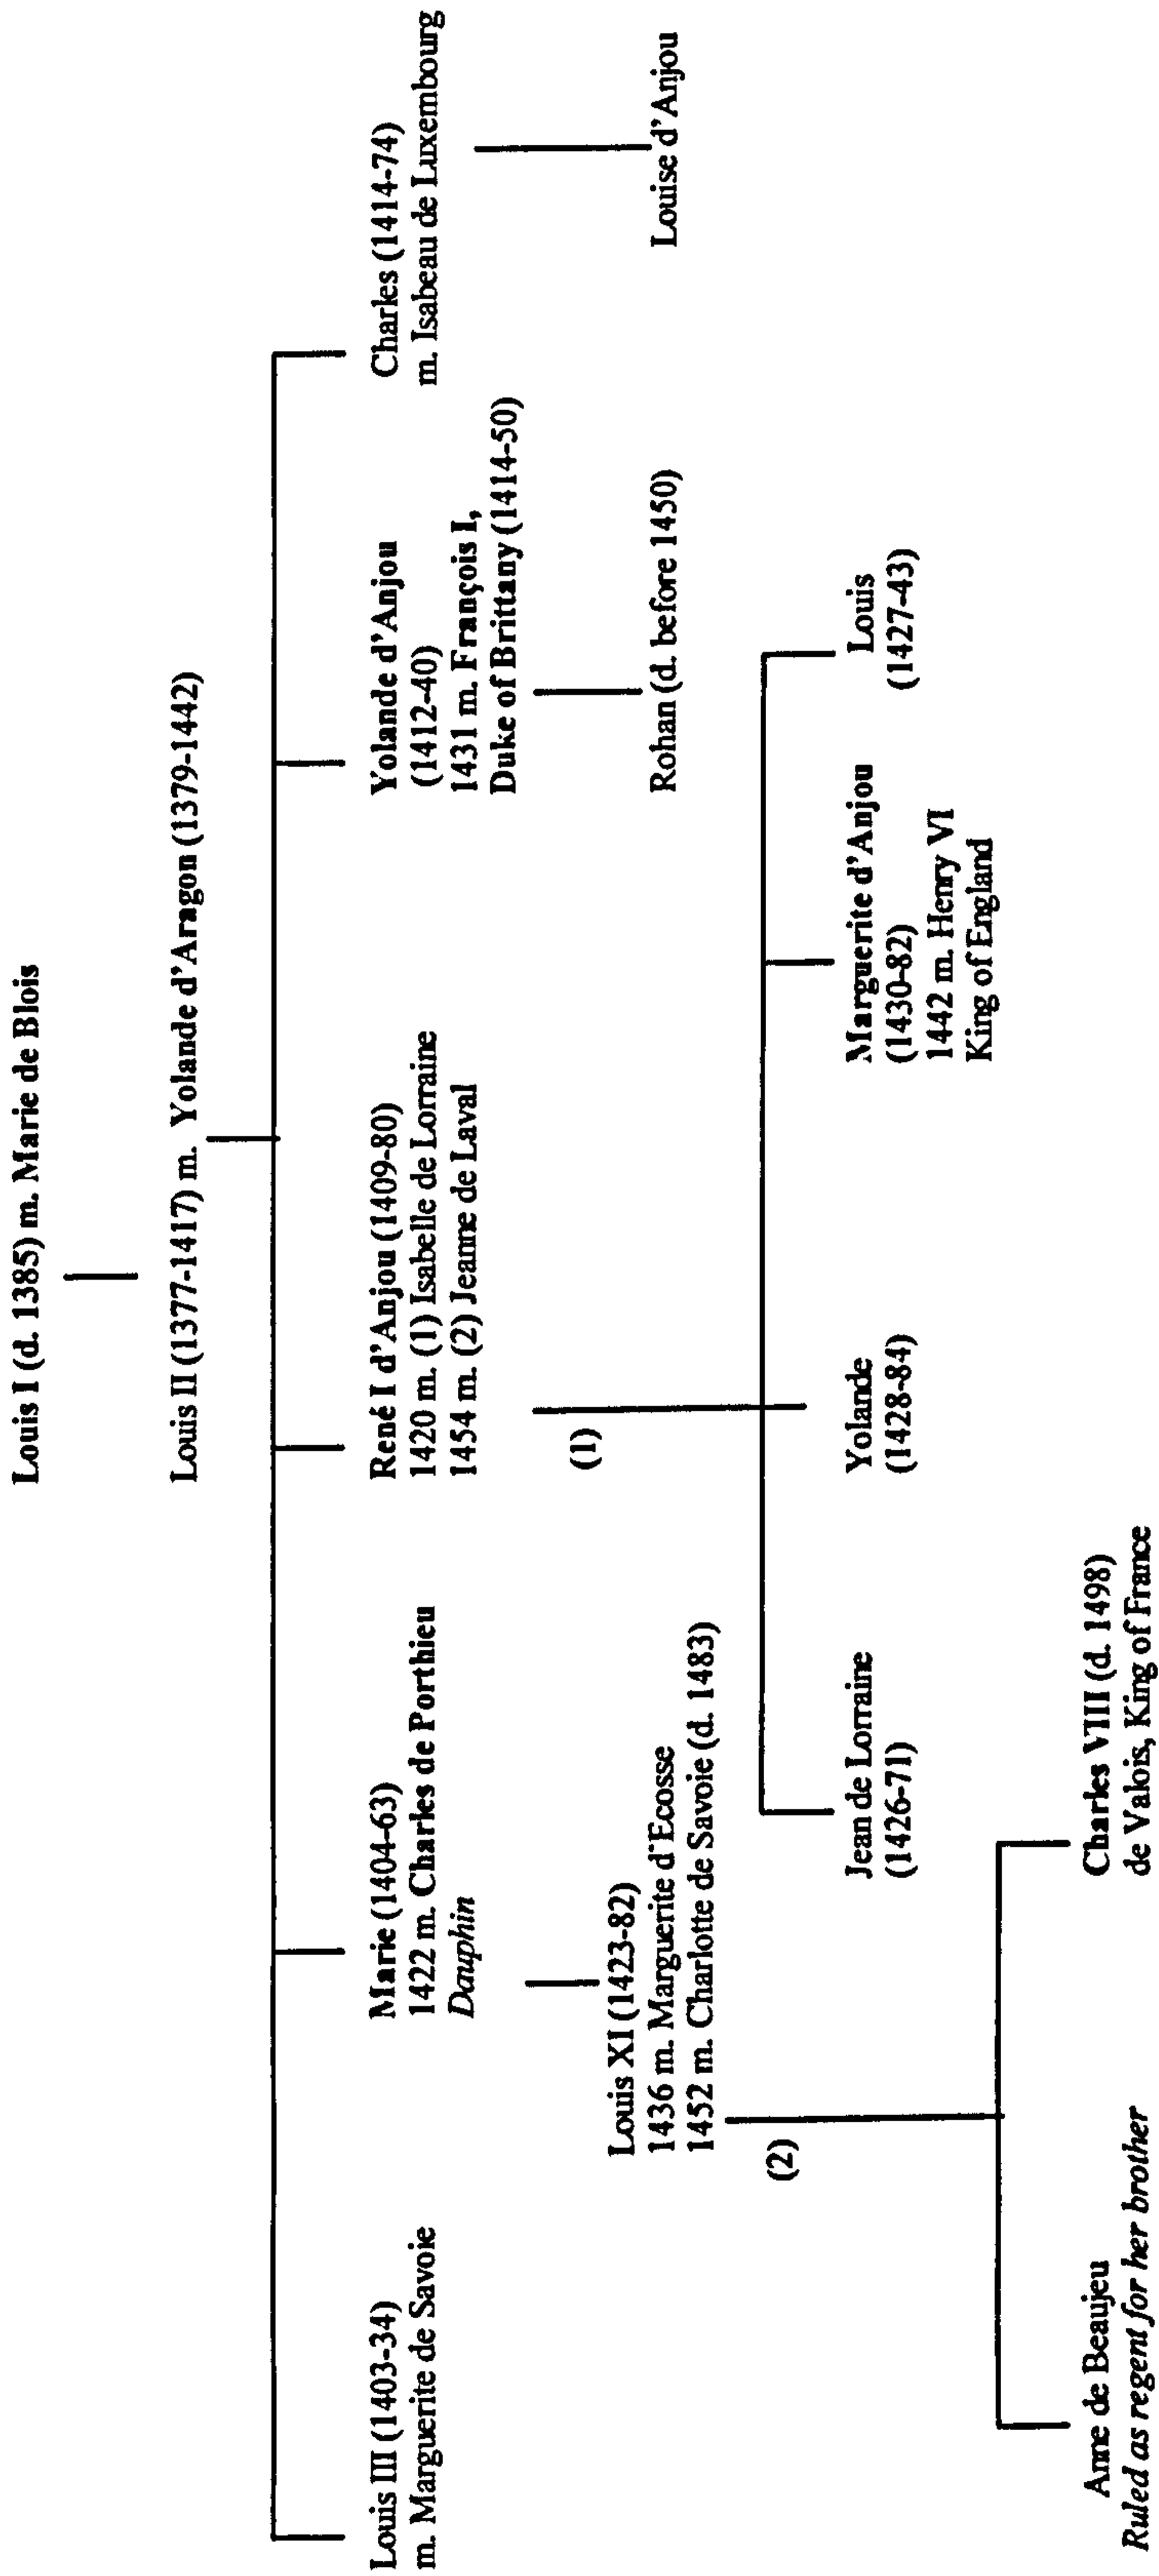 Louis I (d. 1385) m. Marie de Blois
Louis II (1377-1417) m. Yolande d'Aragon (1379-1442)
Louis III (1403-34)
m. Marguerite de Savoie
Marie (1404-63)
1422 m. Charles de Porthieu
Dauphin
René I d'Anjou (1409-80)
1420 m. (1) Isabelle de Lorraine
1454 m. (2) Jeanne de Laval
Yolande d'Anjou
(1412-40)
1431 m. François I,
Duke of Brittany (1414-50)
Charles (1414-74)
m. Isabeau de Luxembourg
(1)
Louis XI (1423-82)
1436 m. Marguerite d'Ecosse
1452 m. Charlotte de Savoie (d. 1483)
Rohan (d. before 1450)
Louise d'Anjou
(2)
Jean de Lorraine
(1426-71)
Yolande
(1428-84)
Marguerite d'Anjou
(1430-82)
1442 m. Henry VI
King of England
Louis
(1427-43)
Anne de Beaujeu
Ruled as regent for her brother
Charles VIII (d. 1498)
de Valois, King of France